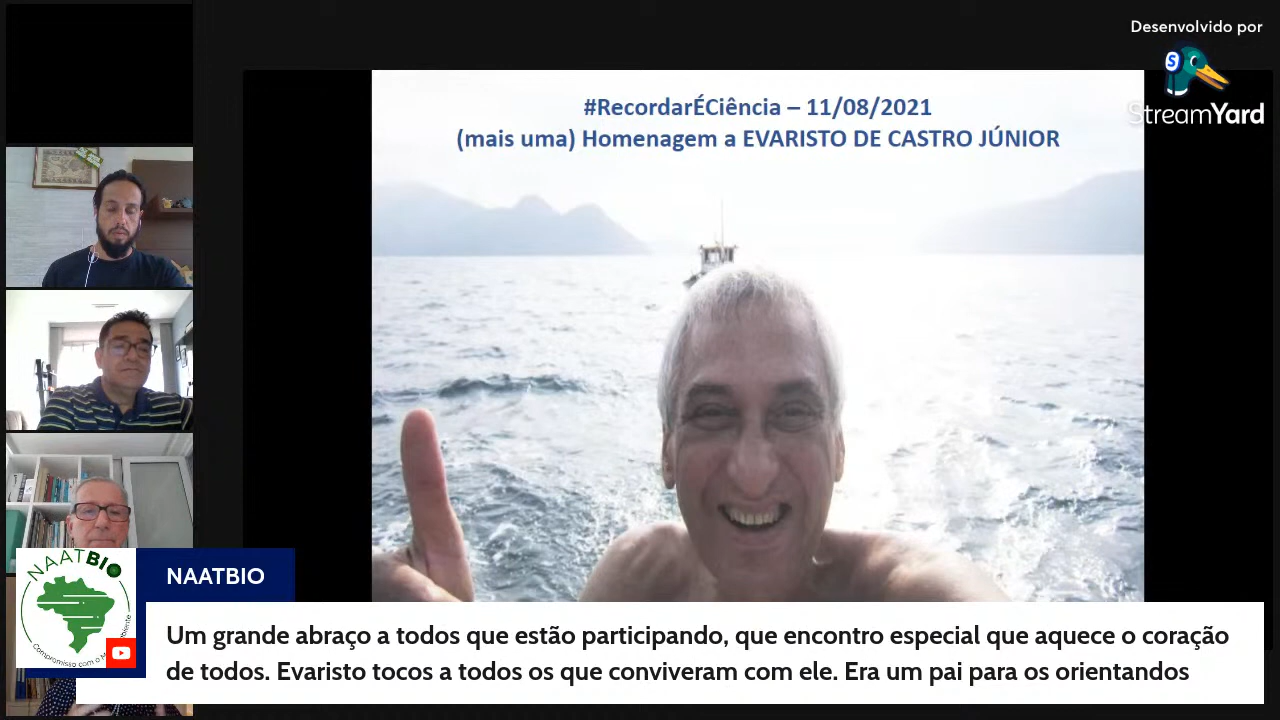 Desenvolvido por
StreamYard
#RecordarÉCiência – 11/08/2021
(mais uma) Homenagem a EVARISTO DE CASTRO JÚNIOR
NAATBIO
NAATBIO
Um grande abraço a todos que estão participando, que encontro especial que aquece o coração
de todos. Evaristo tocos a todos os que conviveram com ele. Era um pai para os orientandos